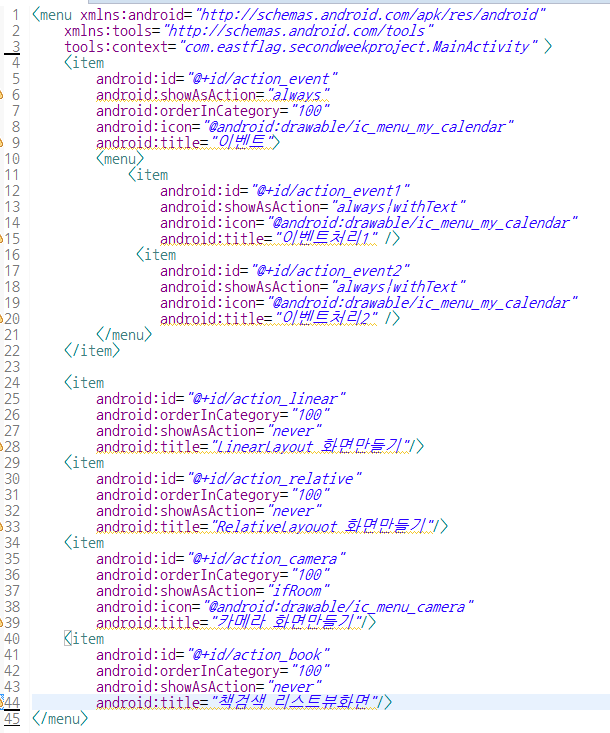 1 <menu xmlns:android="http://schemas.android.com/apk/res/android"
2     xmlns:tools="http://schemas.android.com/tools"
3     tools:context="com.eastflag.secondweekproject.MainActivity" >
4     <item
5         android:id="@+id/action_event"
6         android:showAsAction="always"
7         android:orderInCategory="100"
8         android:icon="@android:drawable/ic_menu_my_calendar"
9         android:title="이벤트">
10         <menu>
11             <item
12                 android:id="@+id/action_event1"
13                 android:showAsAction="always|withText"
14                 android:icon="@android:drawable/ic_menu_my_calendar"
15                 android:title="이벤트처리1" />
16              <item
17                 android:id="@+id/action_event2"
18                 android:showAsAction="always|withText"
19                 android:icon="@android:drawable/ic_menu_my_calendar"
20                 android:title="이벤트처리2" />
21         </menu>
22     </item>
23
24     <item
25         android:id="@+id/action_linear"
26         android:orderInCategory="100"
27         android:showAsAction="never"
28         android:title="LinearLayout 화면만들기"/>
29     <item
30         android:id="@+id/action_relative"
31         android:orderInCategory="100"
32         android:showAsAction="never"
33         android:title="RelativeLayouot 화면만들기"/>
34     <item
35         android:id="@+id/action_camera"
36         android:orderInCategory="100"
37         android:showAsAction="ifRoom"
38         android:icon="@android:drawable/ic_menu_camera"
39         android:title="카메라 화면만들기"/>
40     <item
41         android:id="@+id/action_book"
42         android:orderInCategory="100"
43         android:showAsAction="never"
44         android:title="책검색 리스트뷰화면"/>
45 </menu>